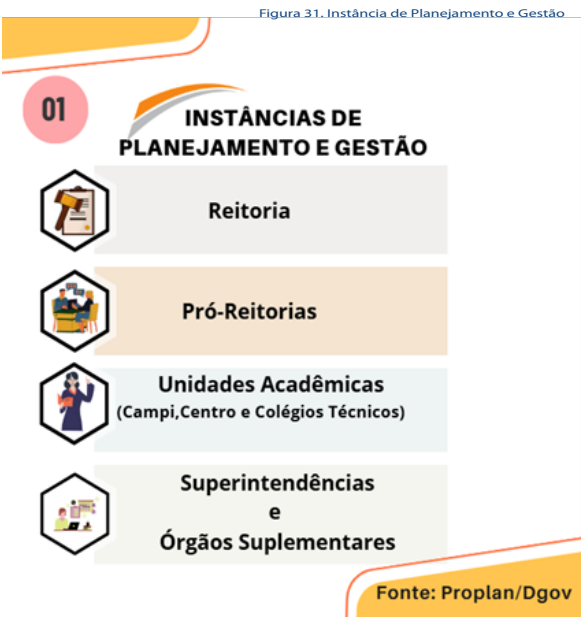 Figura 31. Instância de Planejamento e Gestão
01
INSTÂNCIAS DE
PLANEJAMENTO E GESTÃO
Reitoria
Pró-Reitorias
Unidades Acadêmicas
(Campi,Centro e Colégios Técnicos)
Superintendências
e
Órgãos Suplementares
Fonte: Proplan/Dgov